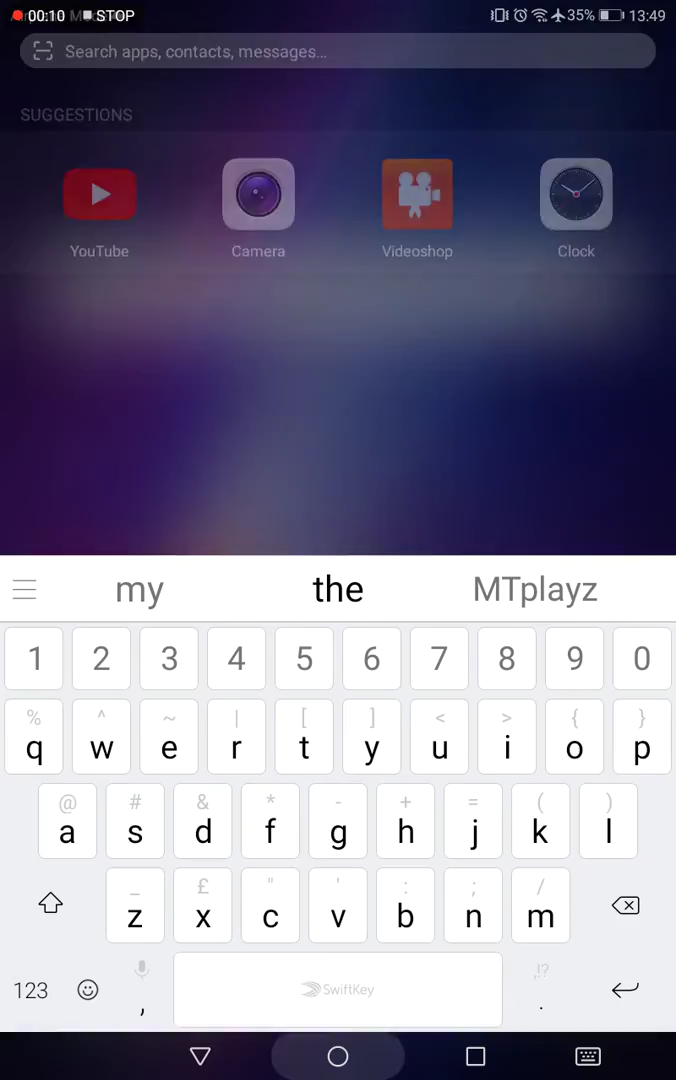 00:10 STOP 35% 13:49
Search apps, contacts, messages...
SUGGESTIONS
YouTube Camera Videoshop Clock
my the MTplayz
1 2 3 4 5 6 7 8 9 0
% ^ ~ | [ ] < > { }
q w e r t y u i o p
@ # & * - + = ( )
a s d f g h j k l
_ £ " ' : ; /
z x c v b n m
123 , SwiftKey ,!? .